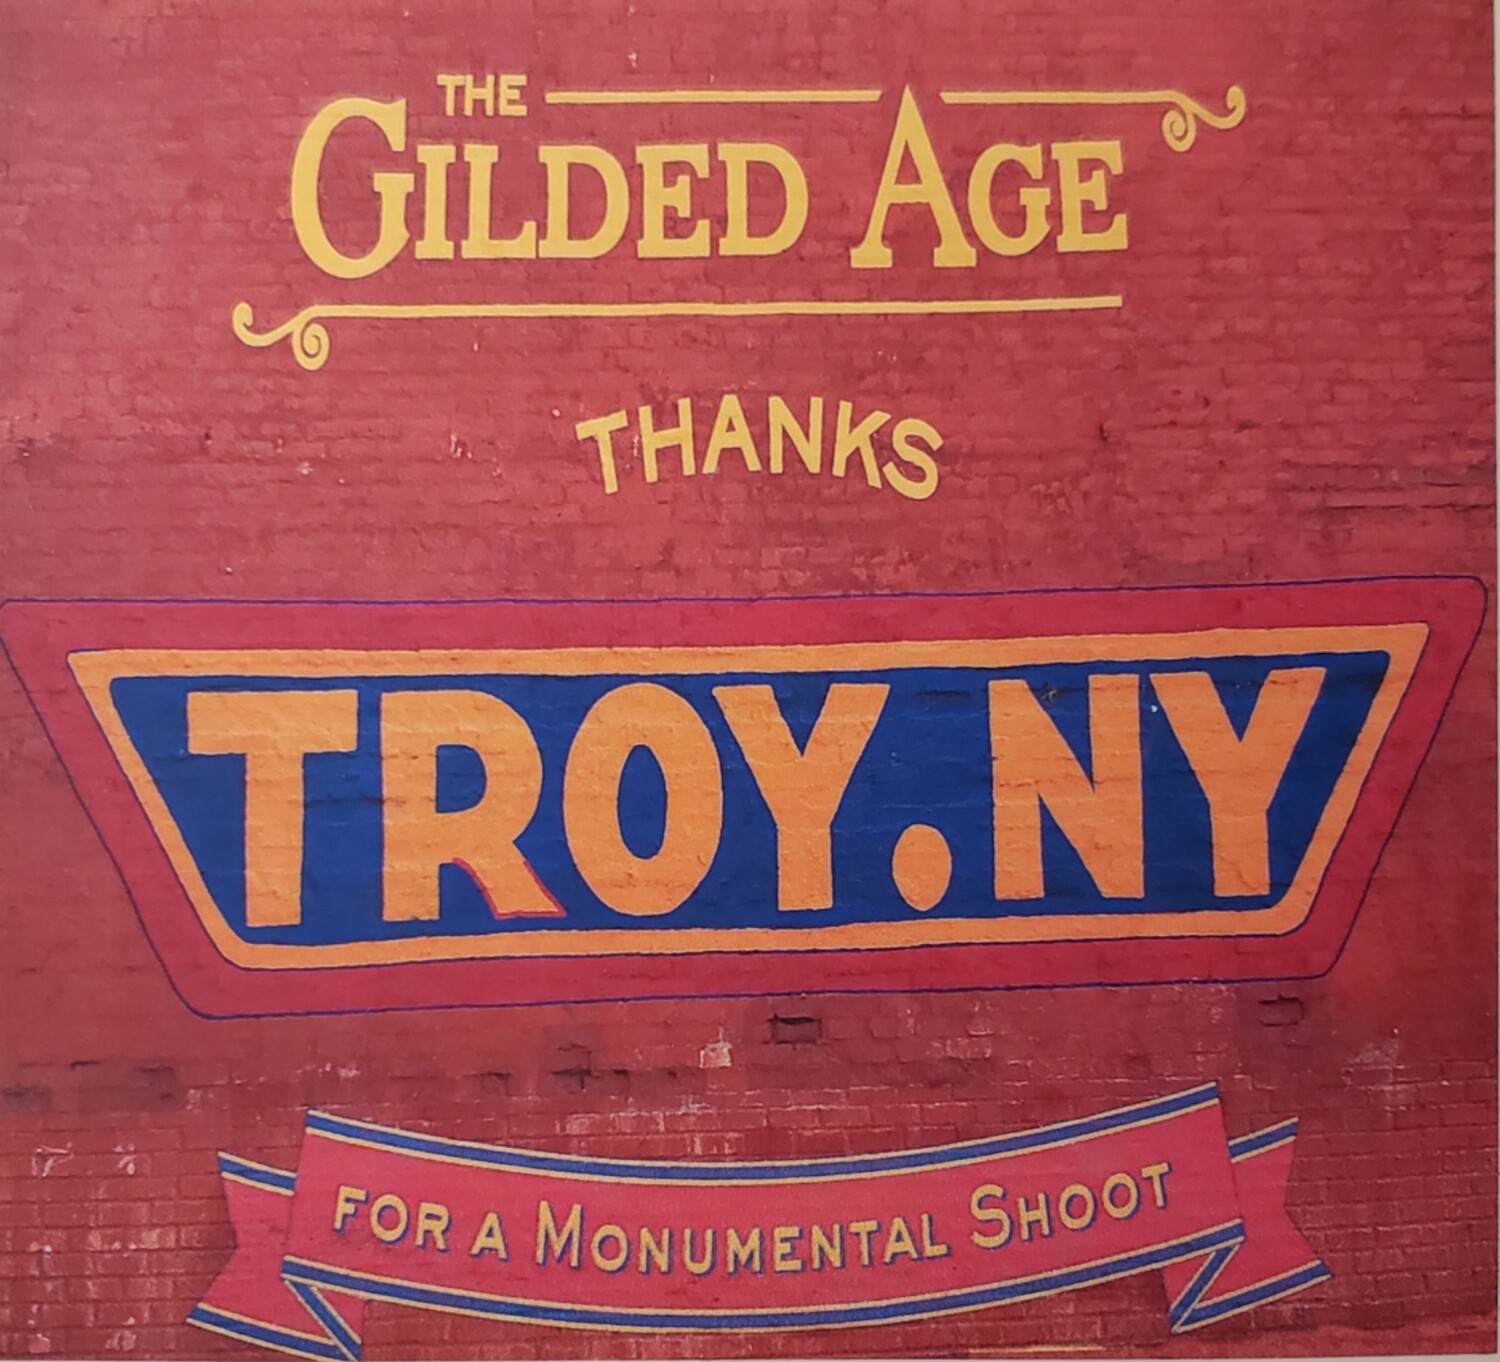 THE
GILDED AGE
THANKS
TROY.NY
FOR A MONUMENTAL SHOOT